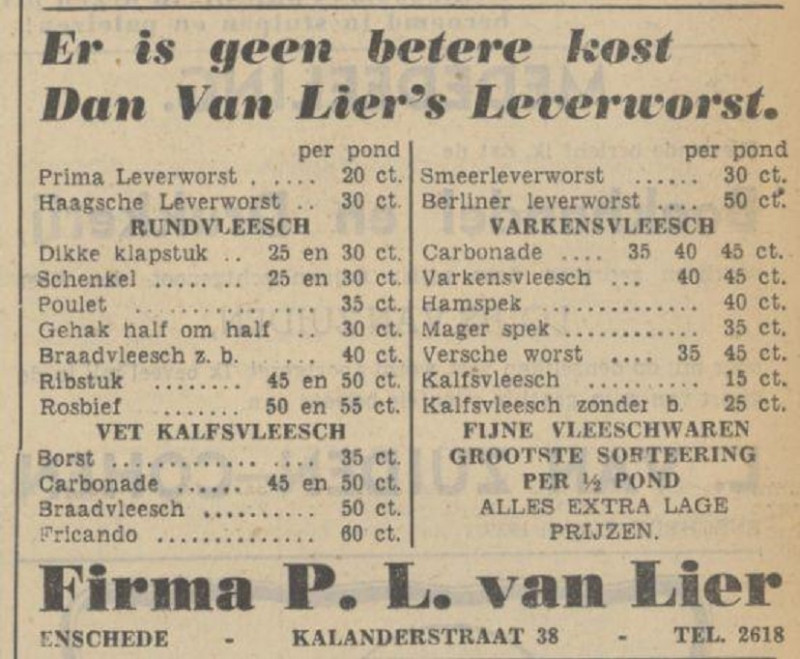 Er is geen betere kost
Dan Van Lier's Leverworst.
per pond
Prima Leverworst . .... 20 ct.
Haagsche Leverworst .. 30 ct.
RUNDVLEESCH
Dikke klapstuk .. 25 en 30 ct.
Schenkel ........ 25 en 30 ct.
Poulet ................ 35 ct.
Gehak half om half .. 30 ct.
Braadvleesch z. b. ... 40 ct.
Ribstuk ........ 45 en 50 ct.
Rosbief ....... 50 en 55 ct.
VET KALFSVLEESCH
Borst ............. .... 35 ct.
Carbonade ...... 45 en 50 ct.
Braadvleesch .......... 50 ct.
Fricando .............. 60 ct.
per pond
Smeerleverworst ...... 30 ct.
Berliner leverworst .... 50 ct.
VARKENSVLEESCH
Carbonade .... 35 40 45 ct.
Varkensvleesch ... 40 45 ct.
Hamspek .............. 40 ct.
Mager spek ............ 35 ct.
Versche worst .... 35 45 ct.
Kalfsvleesch .......... 15 ct.
Kalfsvleesch zonder b. 25 ct.
FIJNE VLEESCHWAREN
GROOTSTE SORTEERING
PER ½ POND
ALLES EXTRA LAGE
PRIJZEN.
Firma P. L. van Lier
ENSCHEDE - KALANDERSTRAAT 38 - TEL. 2618